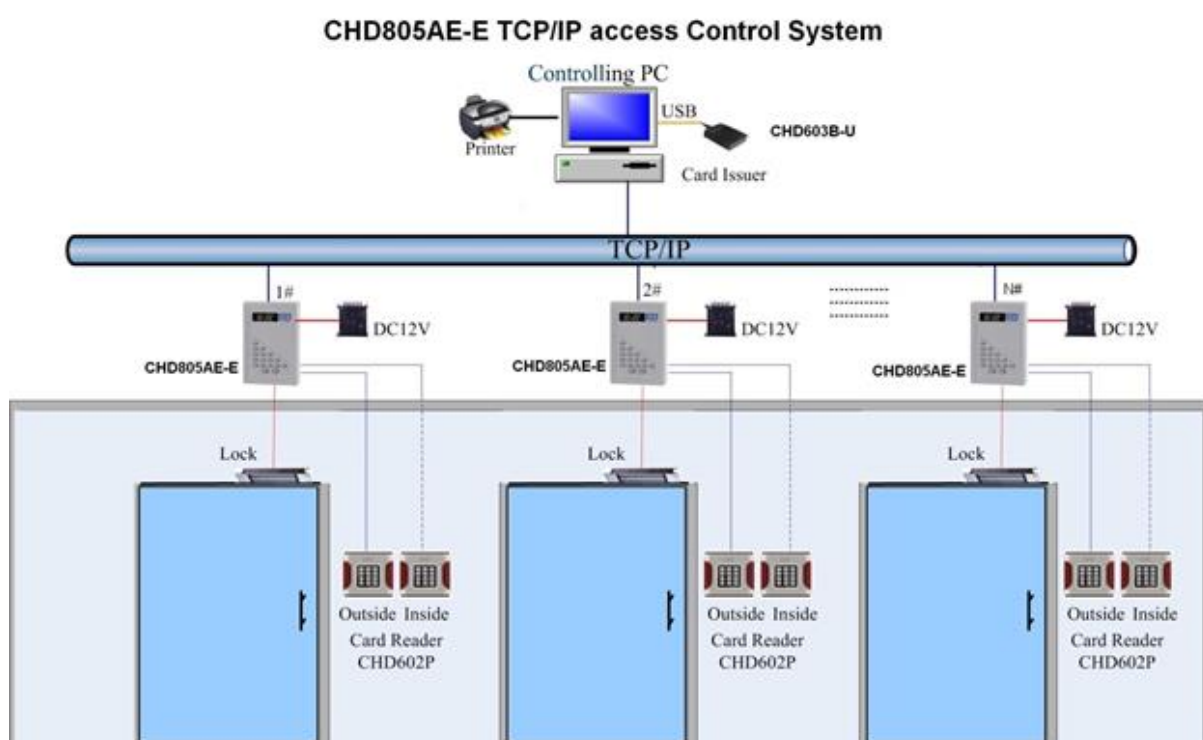 CHD805AE-E TCP/IP access Control System
Controlling PC
USB
CHD603B-U
Printer
Card Issuer
TCP/IP
1#
2#
N#
DC12V
DC12V
DC12V
CHD805AE-E
CHD805AE-E
CHD805AE-E
Lock
Lock
Lock
Outside Inside
Card Reader
CHD602P
Outside Inside
Card Reader
CHD602P
Outside Inside
Card Reader
CHD602P